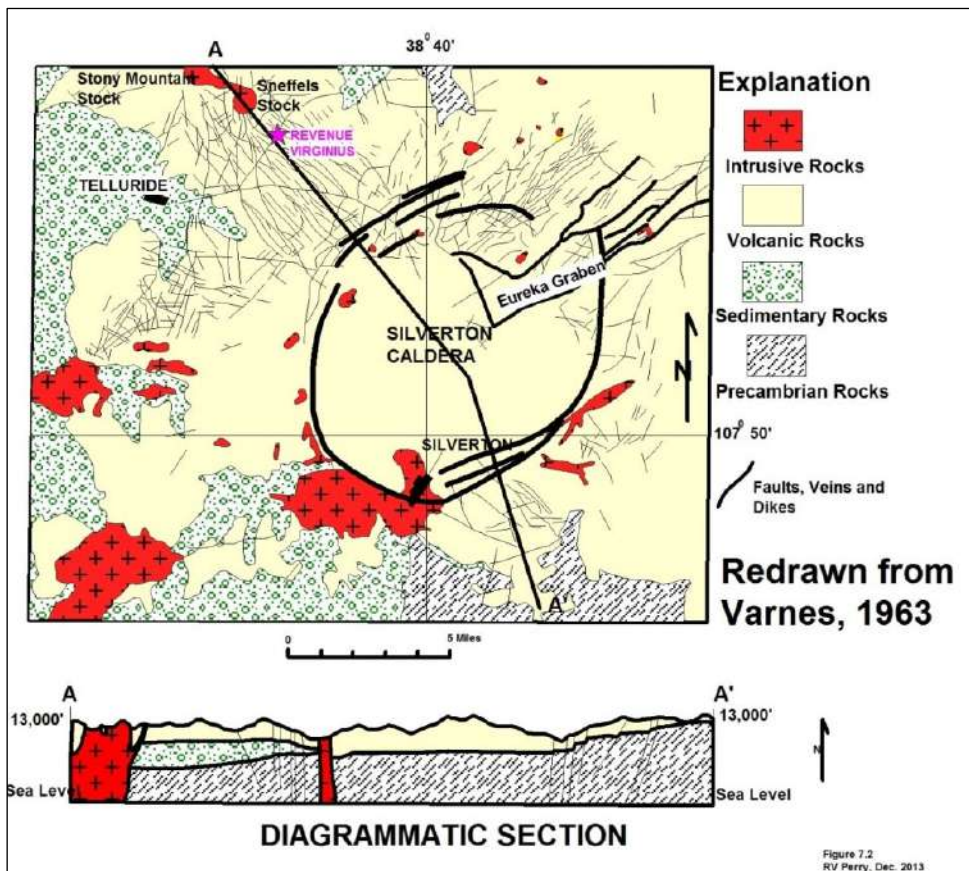 A
38° 40'
Stony Mountain
Stock
Sneffels
Stock
REVENUE
VIRGINIUS
TELLURIDE
Eureka Graben
SILVERTON
CALDERA
SILVERTON
A'
N
107° 50'
Explanation
Intrusive Rocks
Volcanic Rocks
Sedimentary Rocks
Precambrian Rocks
Faults, Veins and
Dikes
Redrawn from
Varnes, 1963
0
5 Miles
A
A'
13,000'
13,000'
N
Sea Level
Sea Level
DIAGRAMMATIC SECTION
Figure 7.2
RV Perry, Dec. 2013